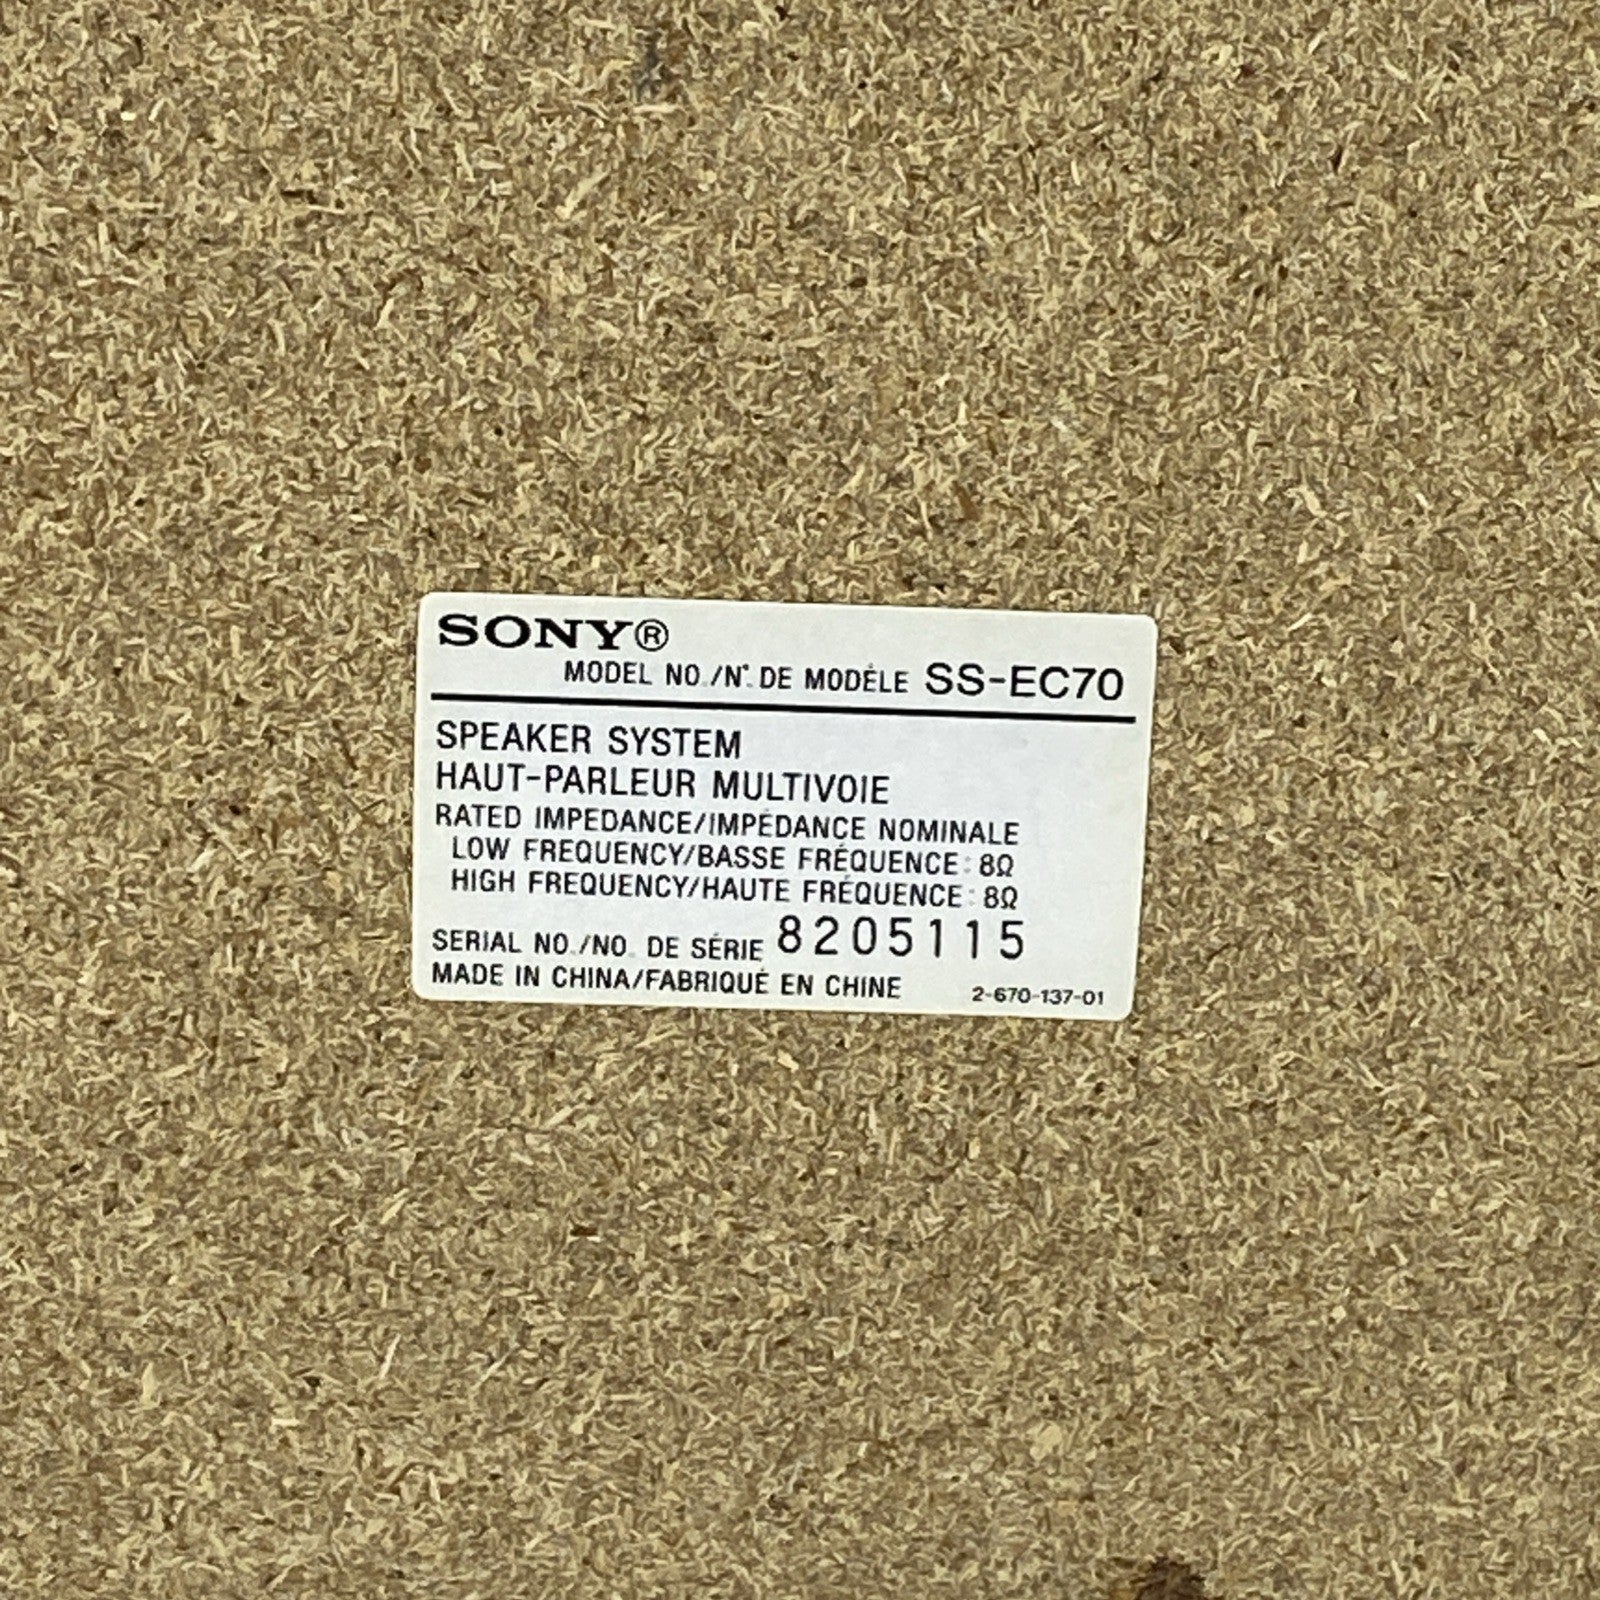 SONY®
MODEL NO./N° DE MODÈLE SS-EC70
SPEAKER SYSTEM
HAUT-PARLEUR MULTIVOIE
RATED IMPEDANCE/IMPÉDANCE NOMINALE
LOW FREQUENCY/BASSE FRÉQUENCE: 8Ω
HIGH FREQUENCY/HAUTE FRÉQUENCE: 8Ω
SERIAL NO./NO. DE SÉRIE 8205115
MADE IN CHINA/FABRIQUÉ EN CHINE 2-670-137-01